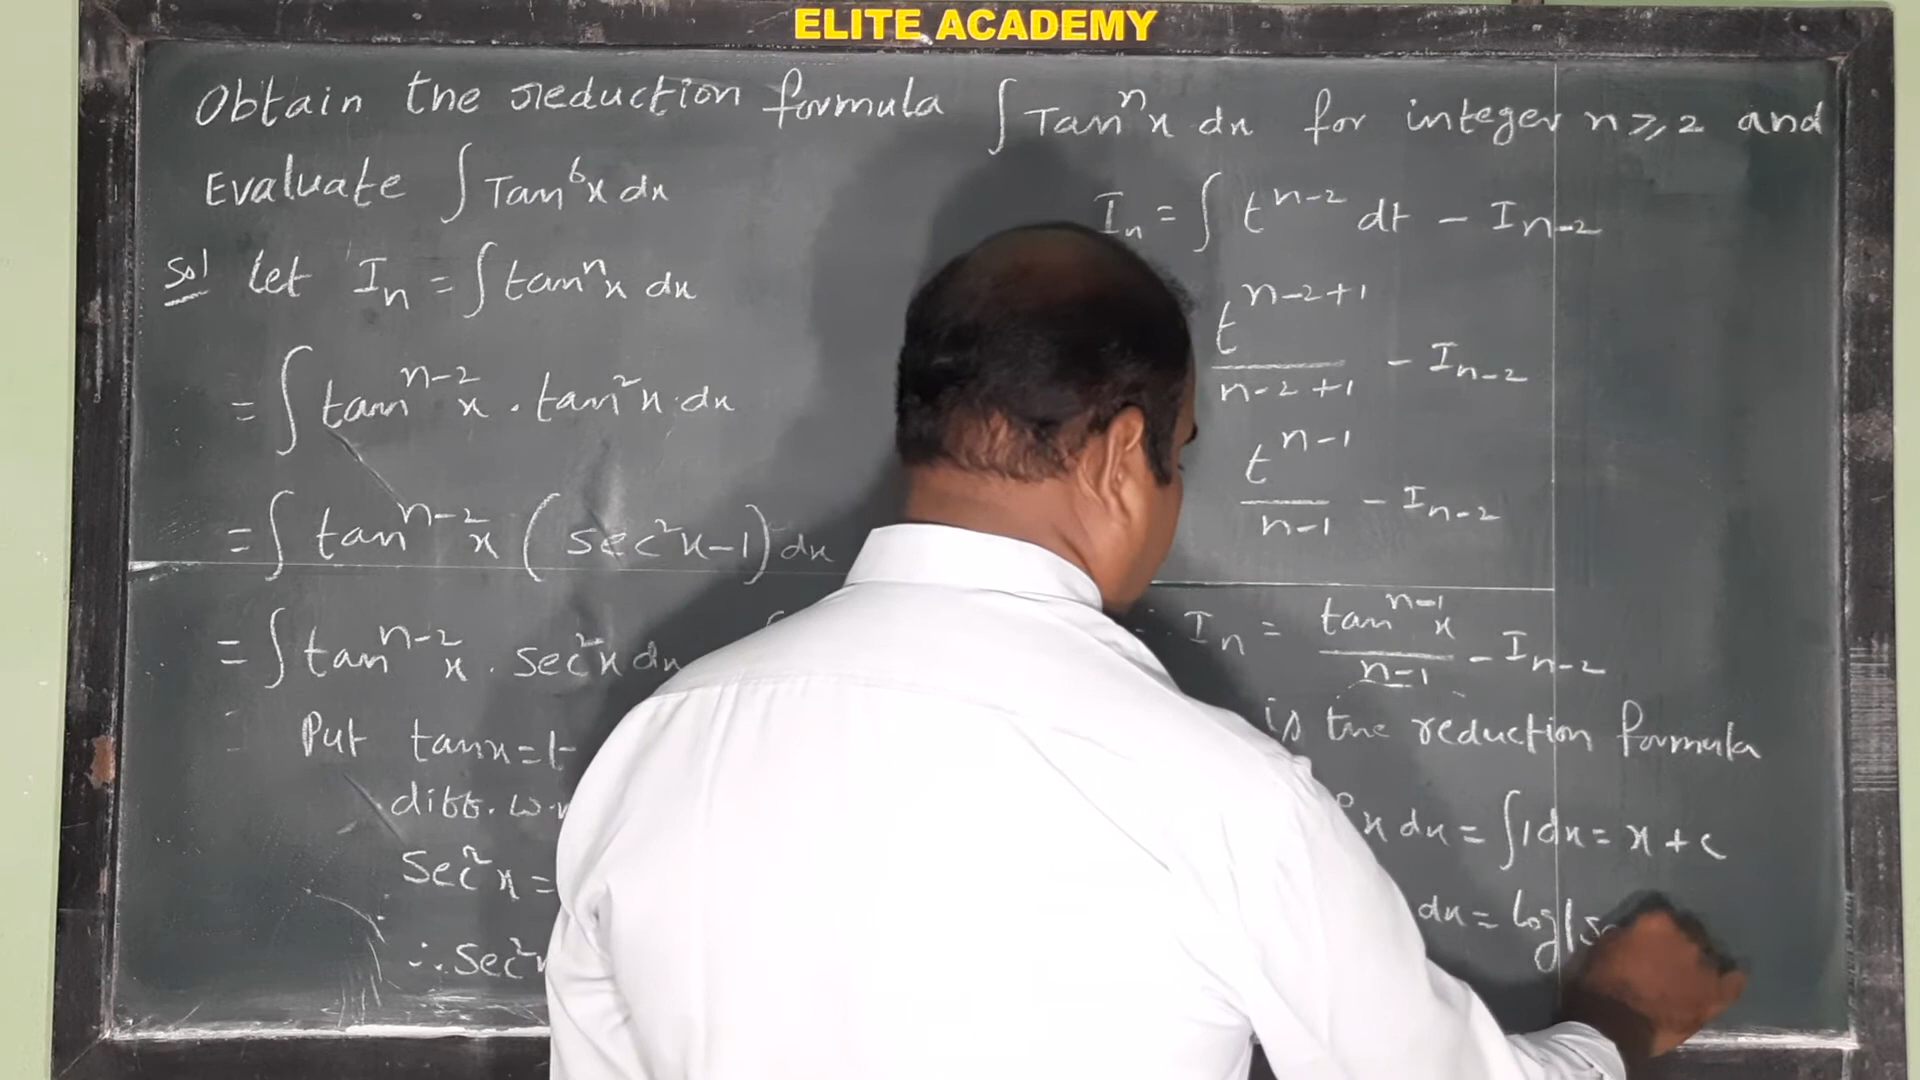 ELITE ACADEMY
Obtain the reduction formula ∫ Tanⁿx dx for integer n ≥ 2 and
Evaluate ∫ Tan⁶x dx
Sol let Iₙ = ∫ tanⁿx dx
= ∫ tanⁿ⁻²x . tan²x dx
= ∫ tanⁿ⁻²x (sec²x-1) dx
= ∫ tanⁿ⁻²x . sec²x dx
Put tanx = t
diff. w.
Sec²x =
∴ Sec²
Iₙ = ∫ tⁿ⁻² dt - Iₙ₋₂
tⁿ⁻²⁺¹/n-2+1 - Iₙ₋₂
tⁿ⁻¹/n-1 - Iₙ₋₂
∴ Iₙ = tanⁿ⁻¹x/n-1 - Iₙ₋₂
is the reduction formula
x dx = ∫1dx = x + c
dx = log|s